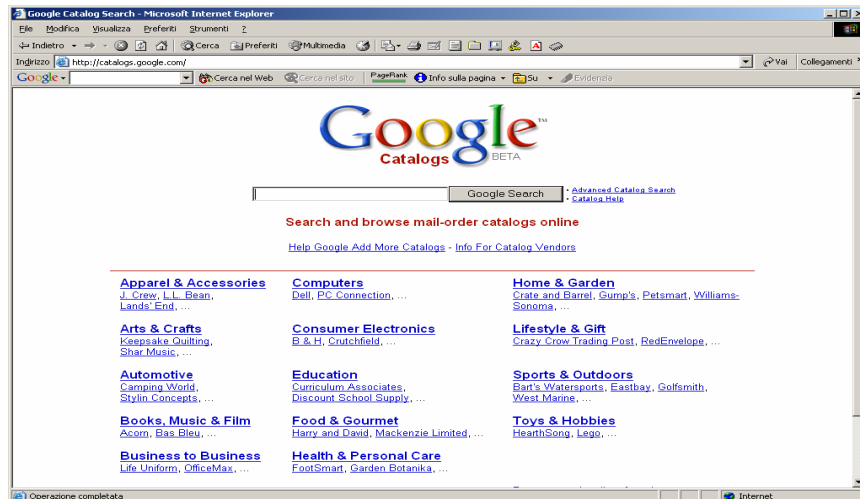 Google Catalog Search - Microsoft Internet Explorer
File Modifica Visualizza Preferiti Strumenti ?
Indietro Cerca Preferiti Multimedia
Indirizzo http://catalogs.google.com/ Vai Collegamenti »
Google Cerca nel Web Cerca nel sito PageRank Info sulla pagina Su Evidenzia
Google™
Catalogs BETA
Google Search
• Advanced Catalog Search
• Catalog Help
Search and browse mail-order catalogs online
Help Google Add More Catalogs - Info For Catalog Vendors
Apparel & Accessories
J. Crew, L.L. Bean,
Lands' End, ...
Computers
Dell, PC Connection, ...
Home & Garden
Crate and Barrel, Gump's, Petsmart, Williams-
Sonoma, ...
Arts & Crafts
Keepsake Quilting,
Shar Music, ...
Consumer Electronics
B & H, Crutchfield, ...
Lifestyle & Gift
Crazy Crow Trading Post, RedEnvelope, ...
Automotive
Camping World,
Stylin Concepts, ...
Education
Curriculum Associates,
Discount School Supply, ...
Sports & Outdoors
Bart's Watersports, Eastbay, Golfsmith,
West Marine, ...
Books, Music & Film
Acorn, Bas Bleu, ...
Food & Gourmet
Harry and David, Mackenzie Limited, ...
Toys & Hobbies
HearthSong, Lego, ...
Business to Business
Life Uniform, OfficeMax, ...
Health & Personal Care
FootSmart, Garden Botanika, ...
Operazione completata Internet